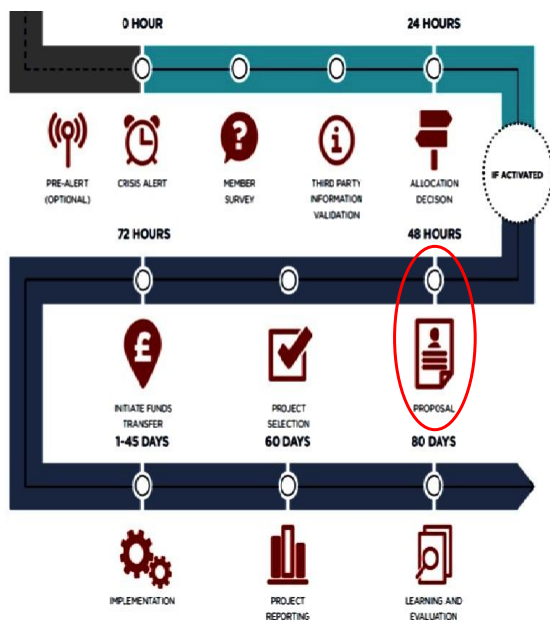 0 HOUR
24 HOURS
PRE-ALERT
(OPTIONAL)
CRISIS ALERT
MEMBER
SURVEY
THIRD PARTY
INFORMATION
VALIDATION
ALLOCATION
DECISION
IF ACTIVATED
72 HOURS
48 HOURS
INITIATE FUNDS
TRANSFER
PROJECT
SELECTION
PROPOSAL
1-45 DAYS
60 DAYS
80 DAYS
IMPLEMENTATION
PROJECT
REPORTING
LEARNING AND
EVALUATION